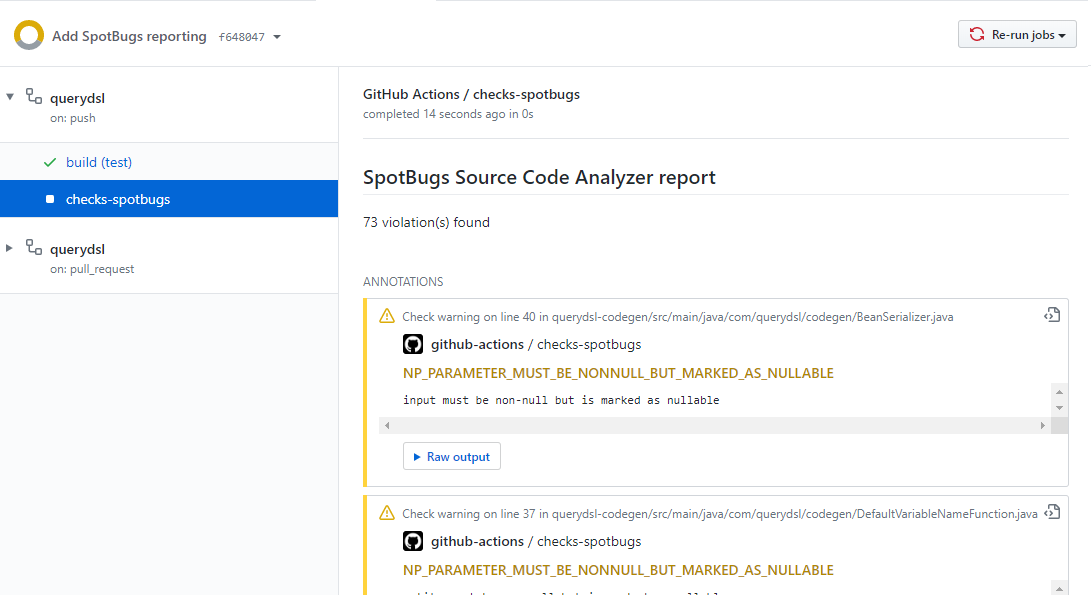 Add SpotBugs reporting f648047
Re-run jobs
querydsl
on: push
build (test)
checks-spotbugs
querydsl
on: pull_request
GitHub Actions / checks-spotbugs
completed 14 seconds ago in 0s
SpotBugs Source Code Analyzer report
73 violation(s) found
ANNOTATIONS
Check warning on line 40 in querydsl-codegen/src/main/java/com/querydsl/codegen/BeanSerializer.java
github-actions / checks-spotbugs
NP_PARAMETER_MUST_BE_NONNULL_BUT_MARKED_AS_NULLABLE
input must be non-null but is marked as nullable
Raw output
Check warning on line 37 in querydsl-codegen/src/main/java/com/querydsl/codegen/DefaultVariableNameFunction.java
github-actions / checks-spotbugs
NP_PARAMETER_MUST_BE_NONNULL_BUT_MARKED_AS_NULLABLE